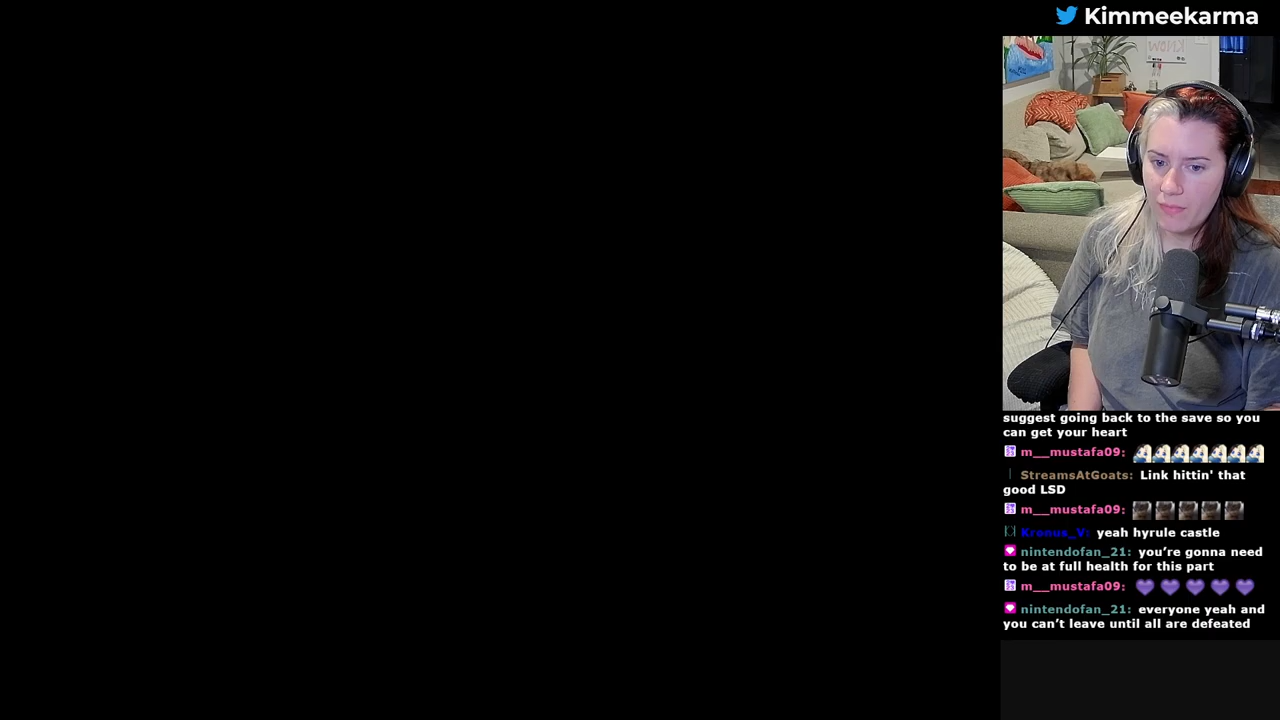 Kimmeekarma
suggest going back to the save so you
can get your heart
m__mustafa09:
StreamsAtGoats: Link hittin' that
good LSD
m__mustafa09:
Kronus_V: yeah hyrule castle
nintendofan_21: you're gonna need
to be at full health for this part
m__mustafa09:
nintendofan_21: everyone yeah and
you can't leave until all are defeated